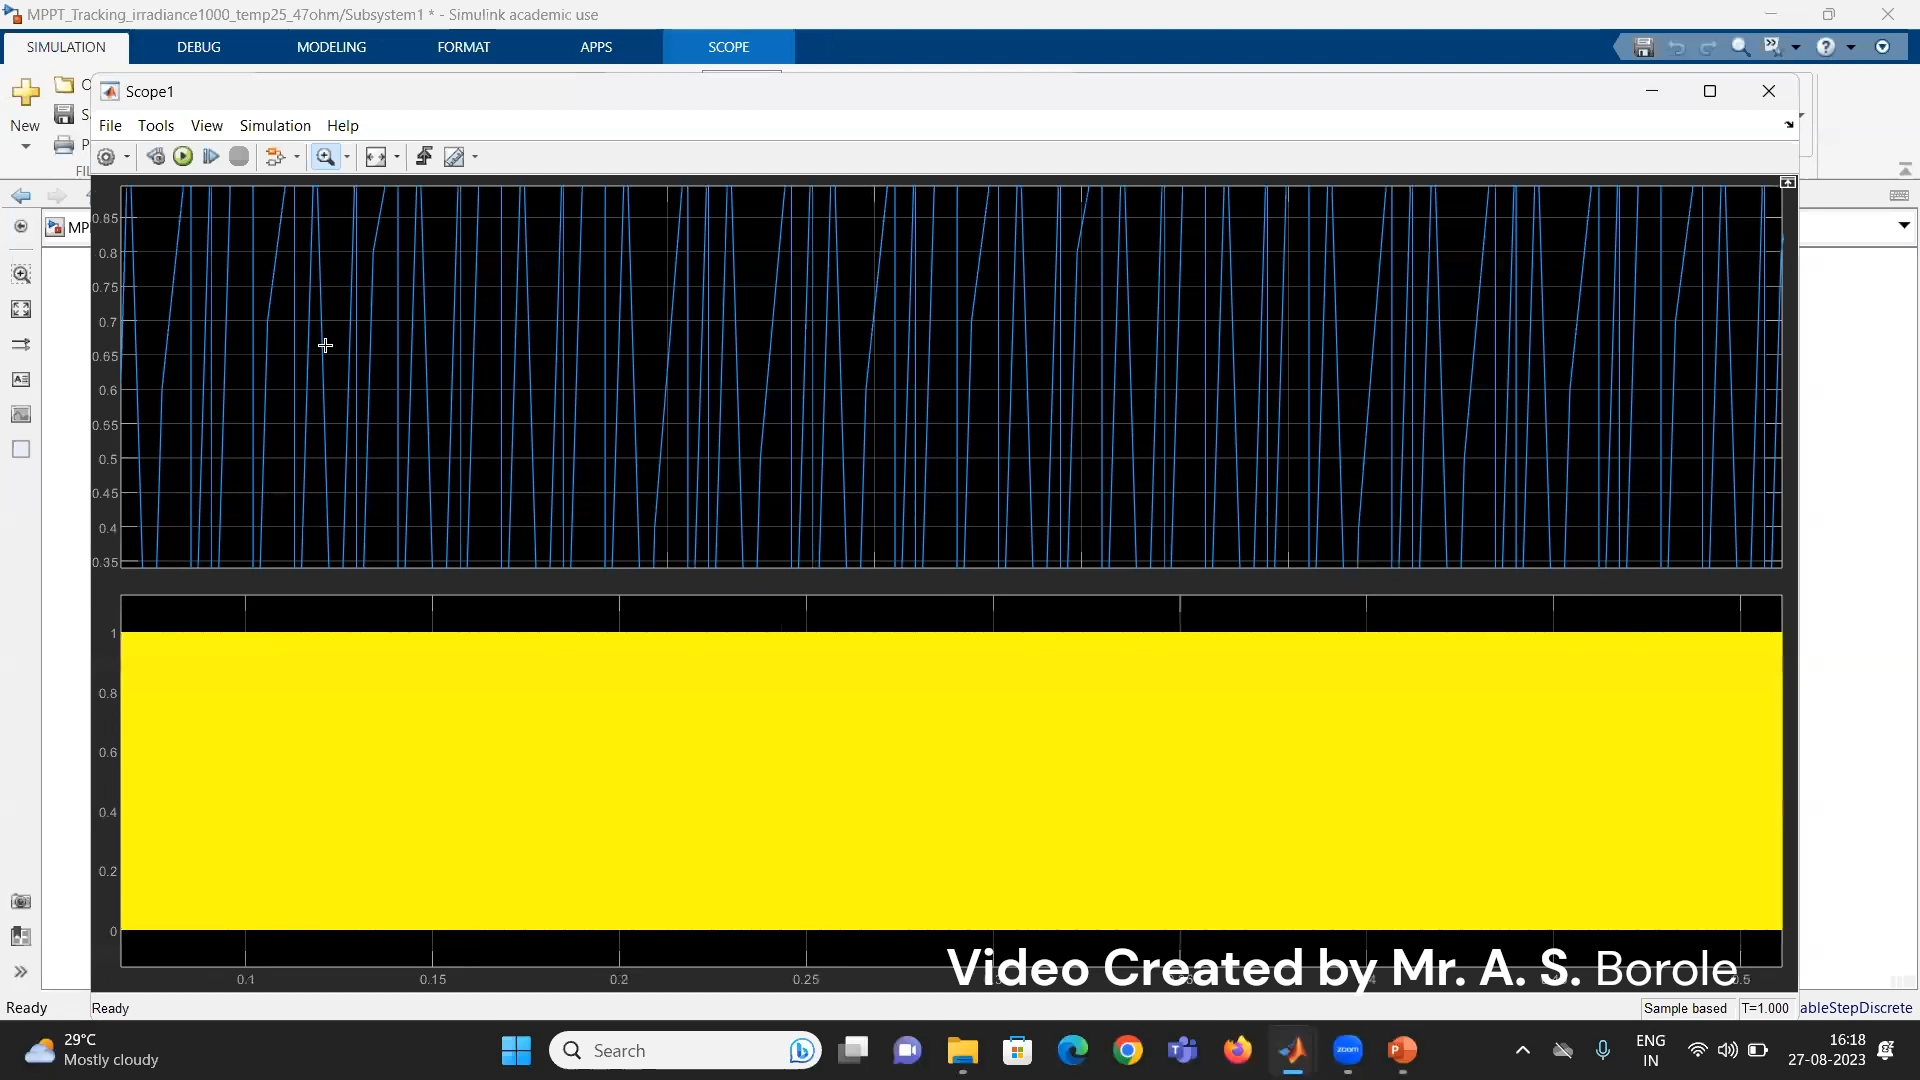 MPPT_Tracking_irradiance1000_temp25_47ohm/Subsystem1 * - Simulink academic use
SIMULATION DEBUG MODELING FORMAT APPS SCOPE
New
Scope1
File Tools View Simulation Help
0.85
0.8
0.75
0.7
0.65
0.6
0.55
0.5
0.45
0.4
0.35
1
0.8
0.6
0.4
0.2
0
0.1 0.15 0.2 0.25
Video Created by Mr. A. S. Borole
Ready
Ready
Sample based T=1.000 ableStepDiscrete
29°C
Mostly cloudy
Search
zoom
ENG
IN
16:18
27-08-2023